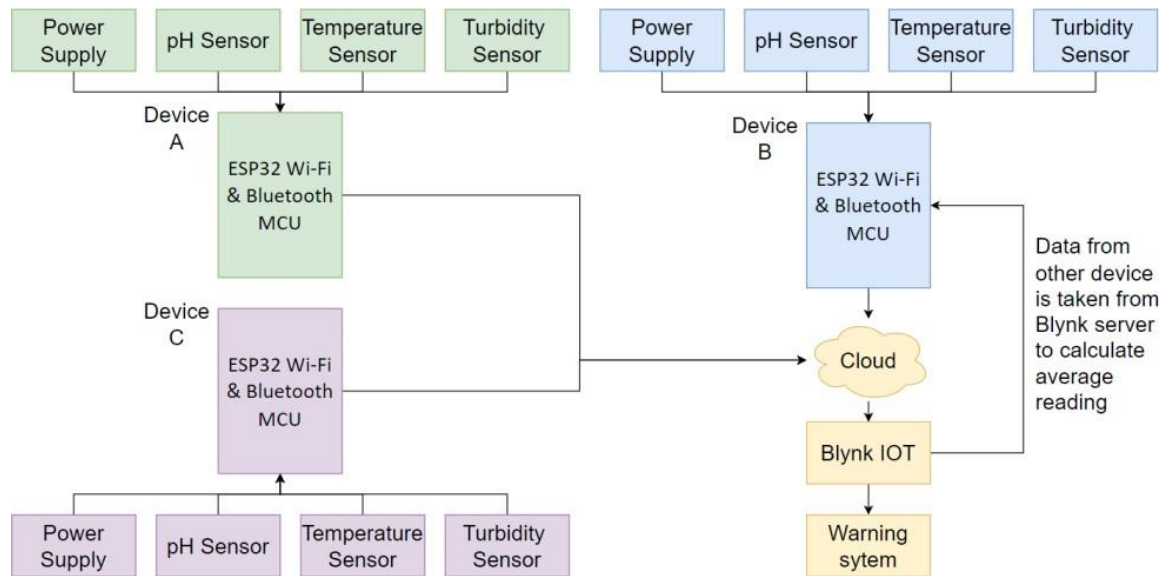 Power
Supply
pH Sensor
Temperature
Sensor
Turbidity
Sensor
Power
Supply
pH Sensor
Temperature
Sensor
Turbidity
Sensor
Device
A
ESP32 Wi-Fi
& Bluetooth
MCU
Device
B
ESP32 Wi-Fi
& Bluetooth
MCU
Data from
other device
is taken from
Blynk server
to calculate
average
reading
Device
C
ESP32 Wi-Fi
& Bluetooth
MCU
Cloud
Blynk IOT
Power
Supply
pH Sensor
Temperature
Sensor
Turbidity
Sensor
Warning
sytem